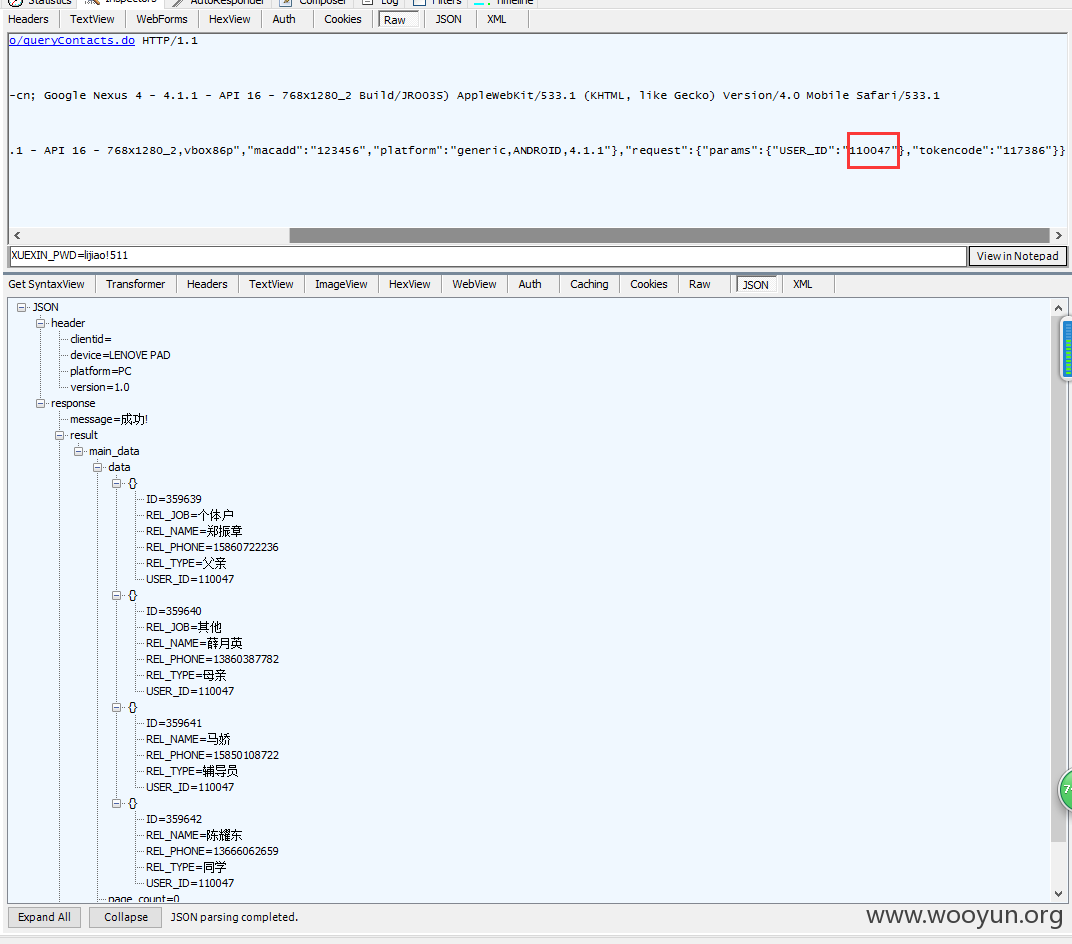 Statistics Inspectors AutoResponder Composer Log Filters Timeline
Headers TextView WebForms HexView Auth Cookies Raw JSON XML
o/queryContacts.do HTTP/1.1
-cn; Google Nexus 4 - 4.1.1 - API 16 - 768x1280_2 Build/JRO03S) AppleWebKit/533.1 (KHTML, like Gecko) Version/4.0 Mobile Safari/533.1
.1 - API 16 - 768x1280_2,vbox86p","macadd":"123456","platform":"generic,ANDROID,4.1.1"},"request":{"params":{"USER_ID":"110047"},"tokencode":"117386"}}
XUEXIN_PWD=lijiao!511 View in Notepad
Get SyntaxView Transformer Headers TextView ImageView HexView WebView Auth Caching Cookies Raw JSON XML
JSON
header
clientid=
device=LENOVE PAD
platform=PC
version=1.0
response
message=成功!
result
main_data
data
{}
ID=359639
REL_JOB=个体户
REL_NAME=郑振章
REL_PHONE=15860722236
REL_TYPE=父亲
USER_ID=110047
{}
ID=359640
REL_JOB=其他
REL_NAME=薛月英
REL_PHONE=13860387782
REL_TYPE=母亲
USER_ID=110047
{}
ID=359641
REL_NAME=马娇
REL_PHONE=15850108722
REL_TYPE=辅导员
USER_ID=110047
{}
ID=359642
REL_NAME=陈耀东
REL_PHONE=13666062659
REL_TYPE=同学
USER_ID=110047
page_count=0
Expand All Collapse JSON parsing completed.
www.wooyun.org